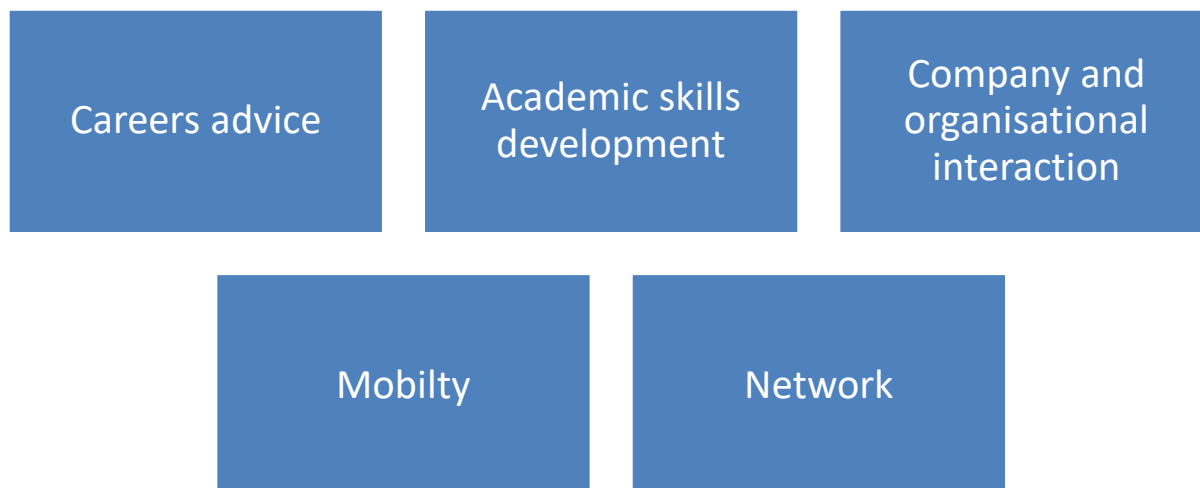 Careers advice
Academic skills
development
Company and
organisational
interaction
Mobilty
Network